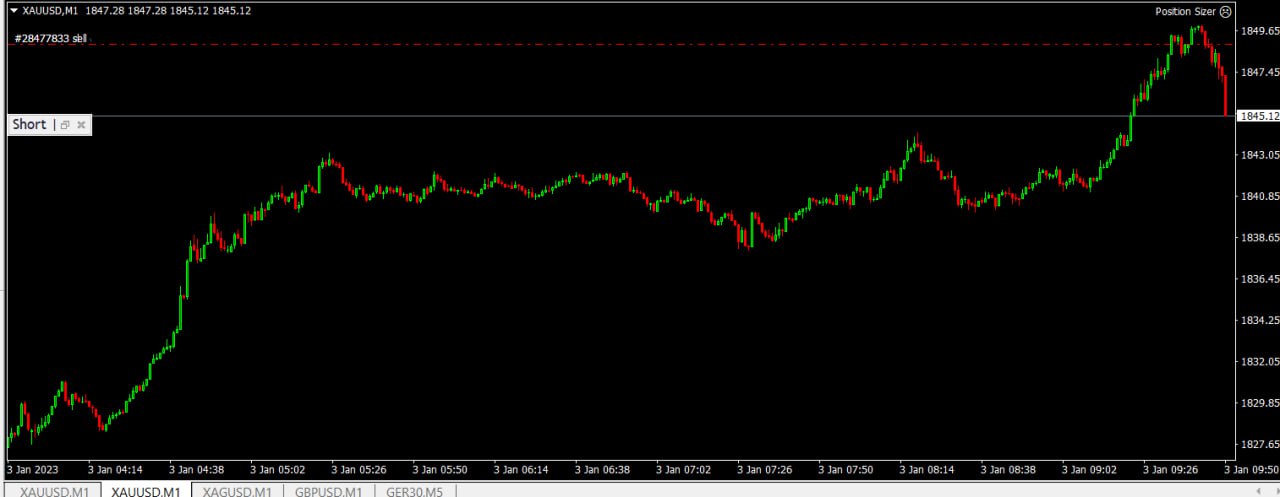 XAUUSD,M1 1847.28 1847.28 1845.12 1845.12
Position Sizer
#28477833 sell
1849.65
1847.45
Short
1845.12
1843.05
1840.85
1838.65
1836.45
1834.25
1832.05
1829.85
1827.65
3 Jan 2023 3 Jan 04:14 3 Jan 04:38 3 Jan 05:02 3 Jan 05:26 3 Jan 05:50 3 Jan 06:14 3 Jan 06:38 3 Jan 07:02 3 Jan 07:26 3 Jan 07:50 3 Jan 08:14 3 Jan 08:38 3 Jan 09:02 3 Jan 09:26 3 Jan 09:50
XAUUSD,M1 XAUUSD,M1 XAGUSD,M1 GBPUSD,M1 GER30,M5